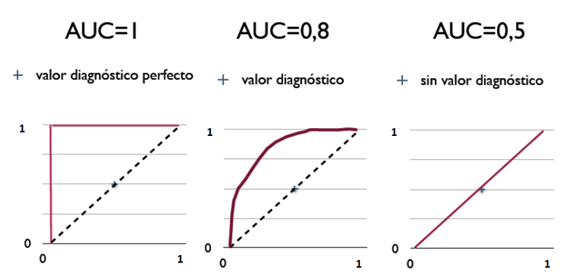 AUC=1
AUC=0,8
AUC=0,5
+ valor diagnóstico perfecto
+ valor diagnóstico
+ sin valor diagnóstico
1
1
1
0
0
0
0
1
0
1
0
1